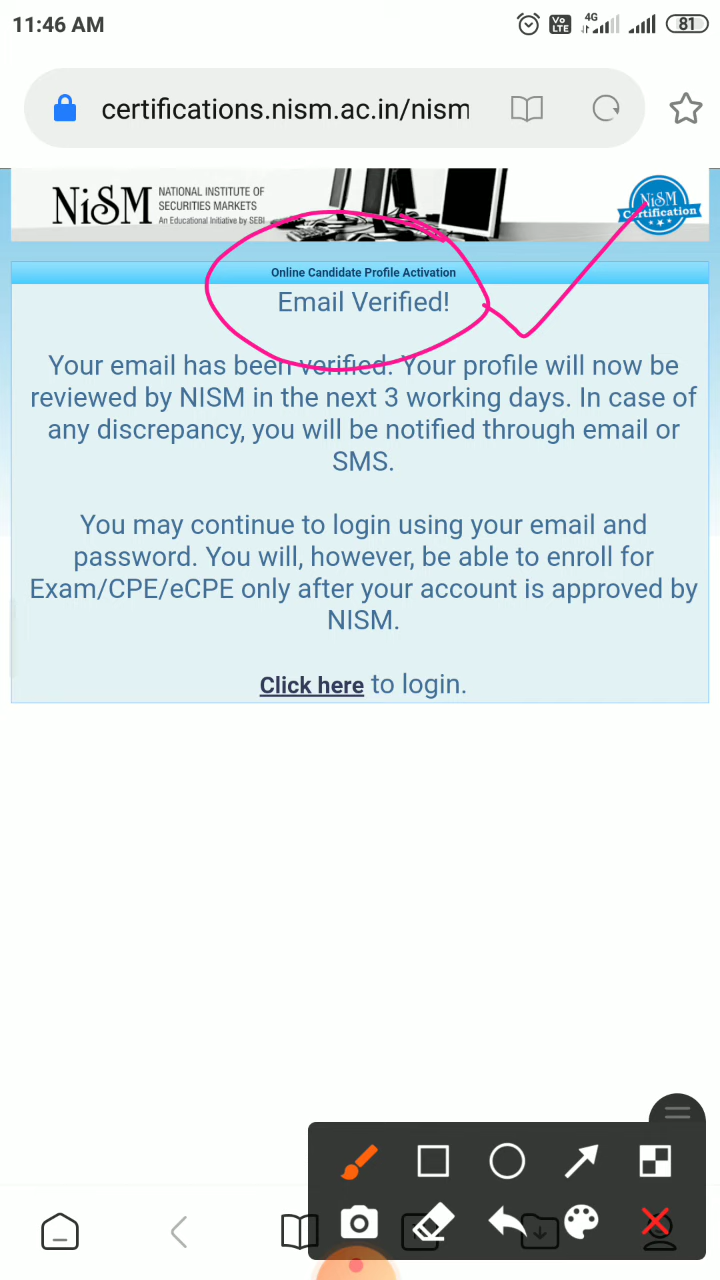 11:46 AM
Vo LTE
4G
81
certifications.nism.ac.in/nism
NiSM
NATIONAL INSTITUTE OF
SECURITIES MARKETS
An Educational Initiative by SEBI
NiSM
Certification
Online Candidate Profile Activation
Email Verified!
Your email has been verified. Your profile will now be
reviewed by NISM in the next 3 working days. In case of
any discrepancy, you will be notified through email or
SMS.
You may continue to login using your email and
password. You will, however, be able to enroll for
Exam/CPE/eCPE only after your account is approved by
NISM.
Click here to login.